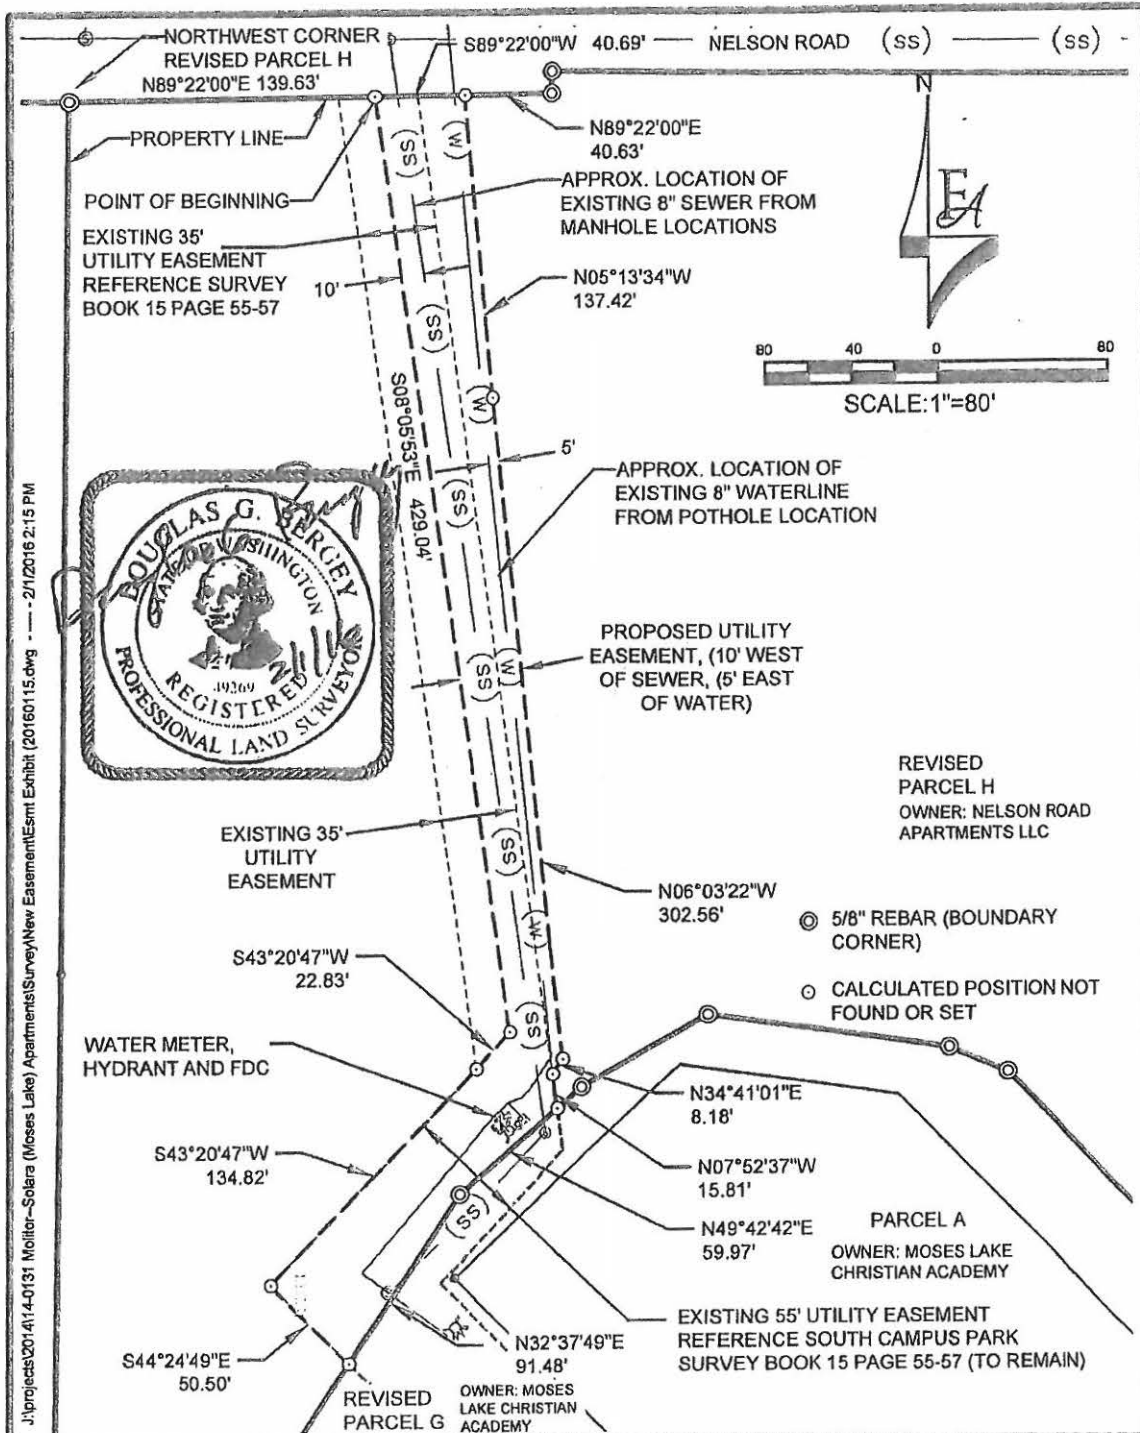 NORTHWEST CORNER
REVISED PARCEL H
N89°22'00"E 139.63'
S89°22'00"W 40.69'
NELSON ROAD (SS) (SS)
N
PROPERTY LINE
N89°22'00"E
40.63'
POINT OF BEGINNING
APPROX. LOCATION OF
EXISTING 8" SEWER FROM
MANHOLE LOCATIONS
EXISTING 35'
UTILITY EASEMENT
REFERENCE SURVEY
BOOK 15 PAGE 55-57
10'
N05°13'34"W
137.42'
EA
80 40 0 80
SCALE:1"=80'
(SS)
(W)
(SS)
(W)
S08°05'53"E 429.04'
5'
(SS)
APPROX. LOCATION OF
EXISTING 8" WATERLINE
FROM POTHOLE LOCATION
DOUGLAS G. BERGEY
STATE OF WASHINGTON
49269
REGISTERED
PROFESSIONAL LAND SURVEYOR
PROPOSED UTILITY
EASEMENT, (10' WEST
OF SEWER, (5' EAST
OF WATER)
(SS)
(W)
REVISED
PARCEL H
OWNER: NELSON ROAD
APARTMENTS LLC
EXISTING 35'
UTILITY
EASEMENT
(SS)
N06°03'22"W
302.56'
(W)
5/8" REBAR (BOUNDARY
CORNER)
CALCULATED POSITION NOT
FOUND OR SET
S43°20'47"W
22.83'
(SS)
WATER METER,
HYDRANT AND FDC
N34°41'01"E
8.18'
S43°20'47"W
134.82'
N07°52'37"W
15.81'
N49°42'42"E
59.97'
(SS)
PARCEL A
OWNER: MOSES LAKE
CHRISTIAN ACADEMY
EXISTING 55' UTILITY EASEMENT
REFERENCE SOUTH CAMPUS PARK
SURVEY BOOK 15 PAGE 55-57 (TO REMAIN)
N32°37'49"E
91.48'
S44°24'49"E
50.50'
REVISED
PARCEL G
OWNER: MOSES
LAKE CHRISTIAN
ACADEMY
J:\projects\2014\14-0131 Molitor--Solara (Moses Lake) Apartments\Survey\New Easement\Esmt Exhibit (20160115.dwg ---- - 2/1/2016 2:15 PM